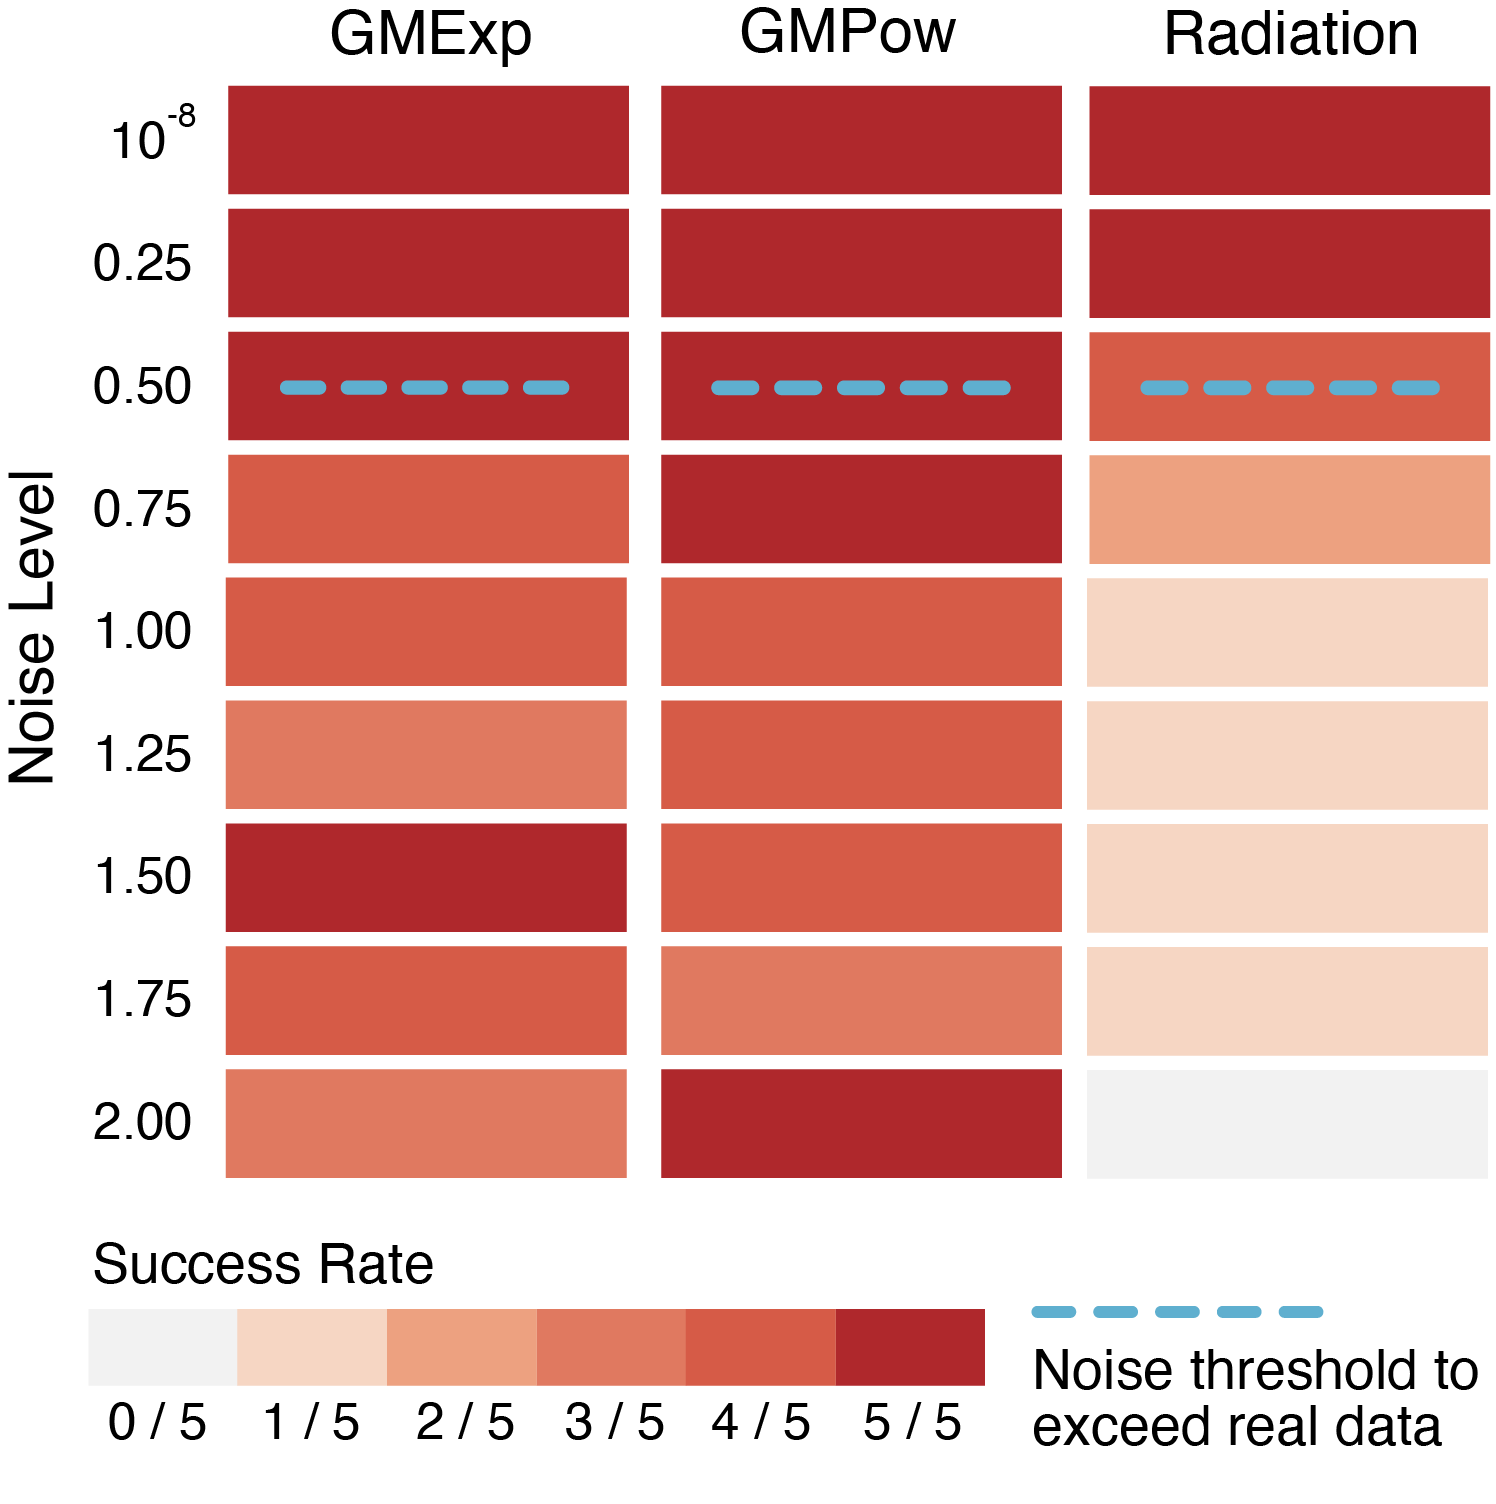 GMExp GMPow Radiation
10⁻⁸
0.25
0.50
0.75
1.00
1.25
1.50
1.75
2.00
Noise Level
Success Rate
0 / 5 1 / 5 2 / 5 3 / 5 4 / 5 5 / 5
Noise threshold to
exceed real data